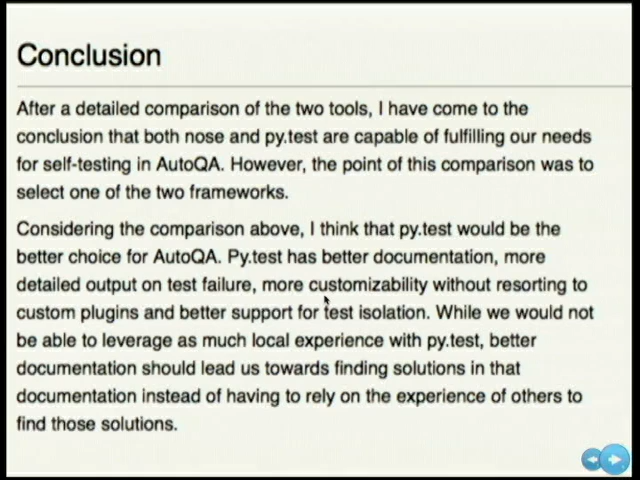 Conclusion
After a detailed comparison of the two tools, I have come to the
conclusion that both nose and py.test are capable of fulfilling our needs
for self-testing in AutoQA. However, the point of this comparison was to
select one of the two frameworks.
Considering the comparison above, I think that py.test would be the
better choice for AutoQA. Py.test has better documentation, more
detailed output on test failure, more customizability without resorting to
custom plugins and better support for test isolation. While we would not
be able to leverage as much local experience with py.test, better
documentation should lead us towards finding solutions in that
documentation instead of having to rely on the experience of others to
find those solutions.